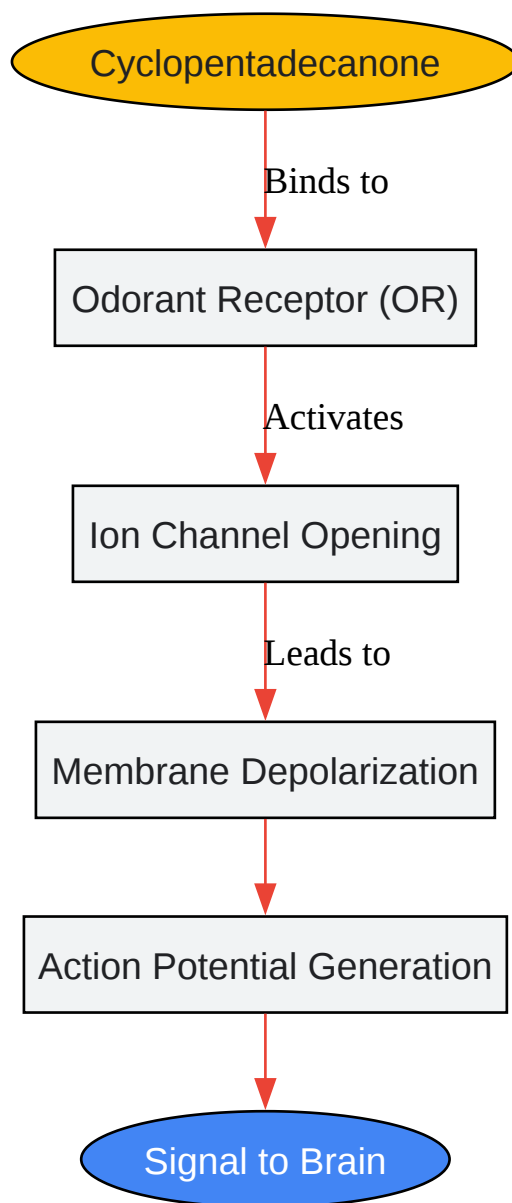 Cyclopentadecanone
Binds to
Odorant Receptor (OR)
Activates
Ion Channel Opening
Leads to
Membrane Depolarization
Action Potential Generation
Signal to Brain